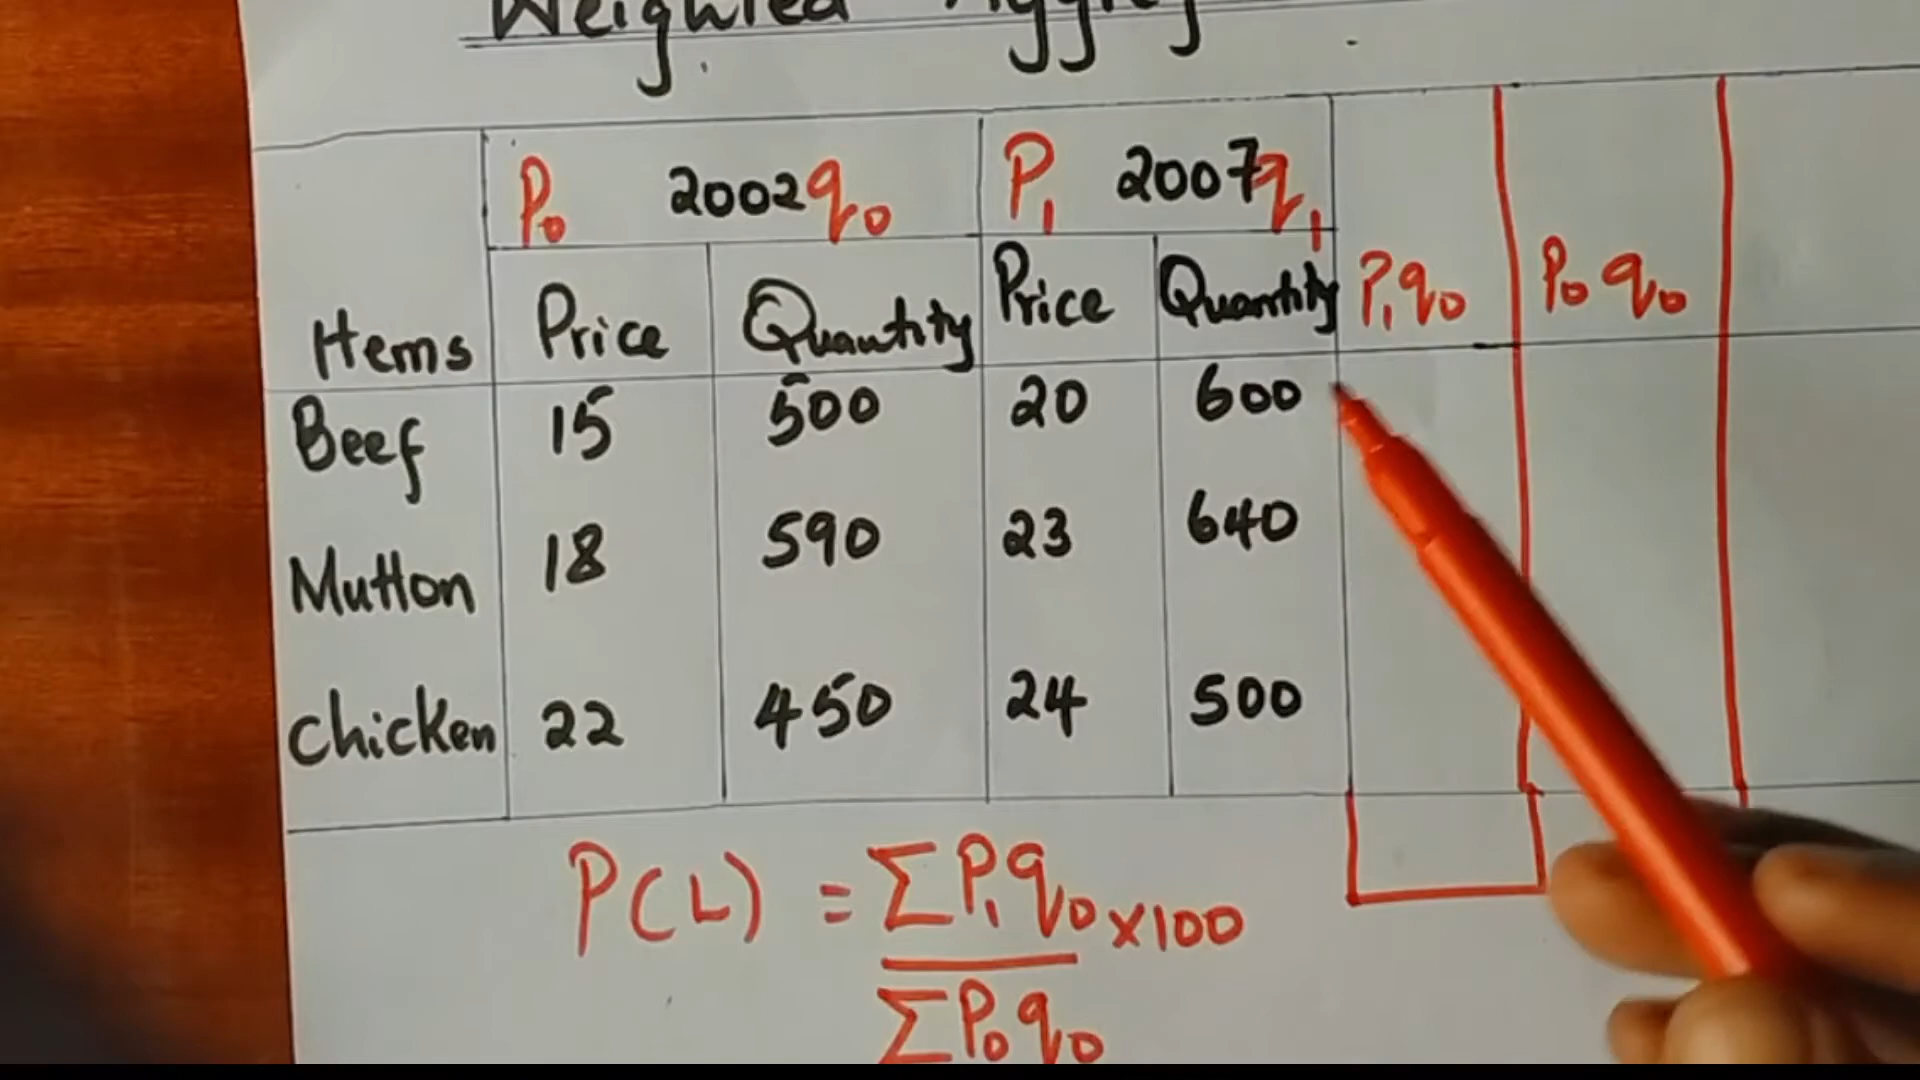 Weighted
P₀ 2002 q₀ P₁ 2007 q₁
Items Price Quantity Price Quantity P₁q₀ P₀q₀
Beef 15 500 20 600
Mutton 18 590 23 640
Chicken 22 450 24 500
P(L) = ΣP₁q₀ x100
ΣP₀q₀